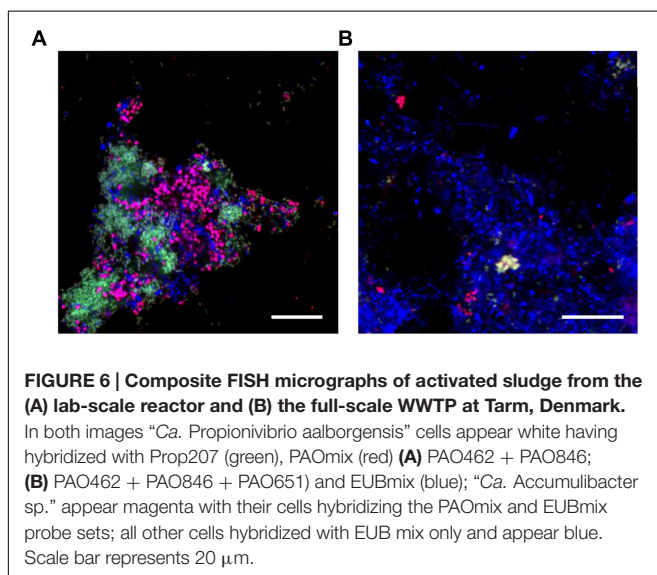 A B
FIGURE 6 | Composite FISH micrographs of activated sludge from the
(A) lab-scale reactor and (B) the full-scale WWTP at Tarm, Denmark.
In both images “Ca. Propionivibrio aalborgensis” cells appear white having
hybridized with Prop207 (green), PAOmix (red) (A) PAO462 + PAO846;
(B) PAO462 + PAO846 + PAO651) and EUBmix (blue); “Ca. Accumulibacter
sp.” appear magenta with their cells hybridizing the PAOmix and EUBmix
probe sets; all other cells hybridized with EUB mix only and appear blue.
Scale bar represents 20 μm.